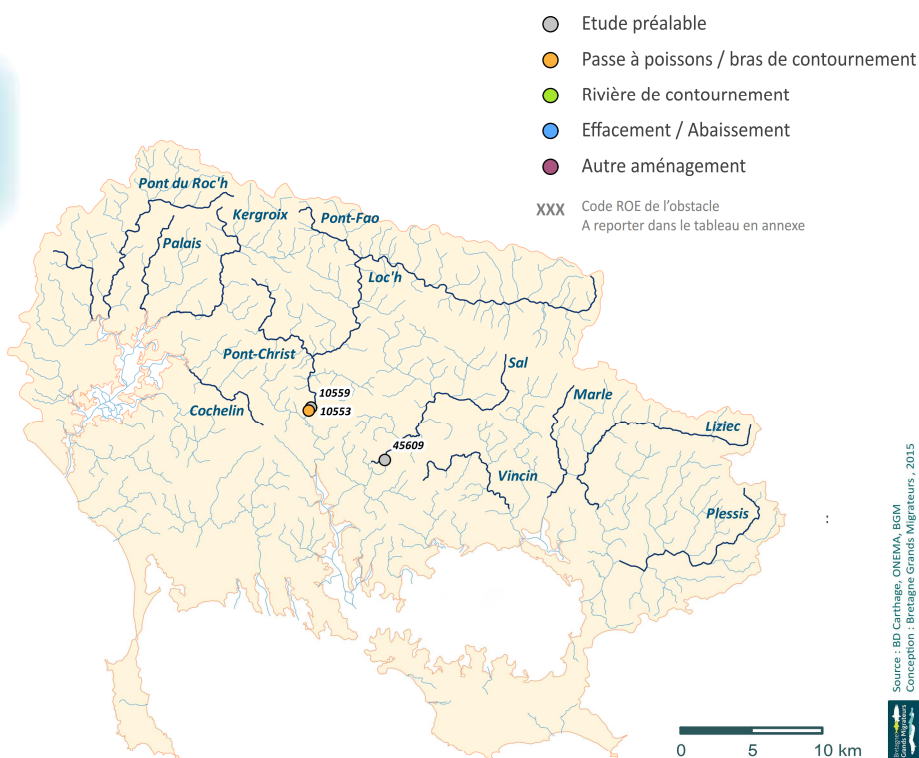 Etude préalable
Passe à poissons / bras de contournement
Rivière de contournement
Effacement / Abaissement
Autre aménagement
XXX Code ROE de l'obstacle
A reporter dans le tableau en annexe
Pont du Roc'h
Kergroix
Pont-Fao
Palais
Loc'h
Pont-Christ
Sal
10559
Marle
Cochelin
10553
Liziec
45609
Vincin
Plessis
:
Source : BD Carthage, ONEMA, BGM
Conception : Bretagne Grands Migrateurs , 2015
Bretagne
Grands Migrateurs
0 5 10 km